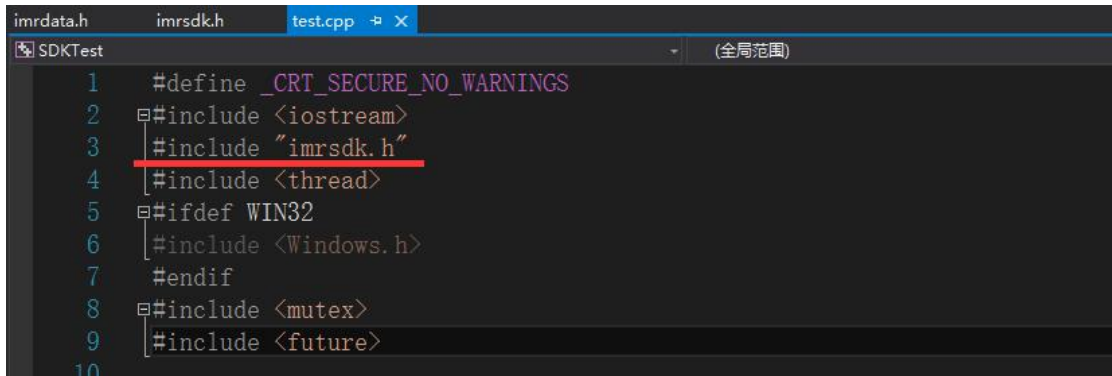 imrdata.h imrsdk.h test.cpp
SDKTest (全局范围)
1 #define _CRT_SECURE_NO_WARNINGS
2 #include <iostream>
3 #include "imrsdk.h"
4 #include <thread>
5 #ifdef WIN32
6 #include <Windows.h>
7 #endif
8 #include <mutex>
9 #include <future>
10